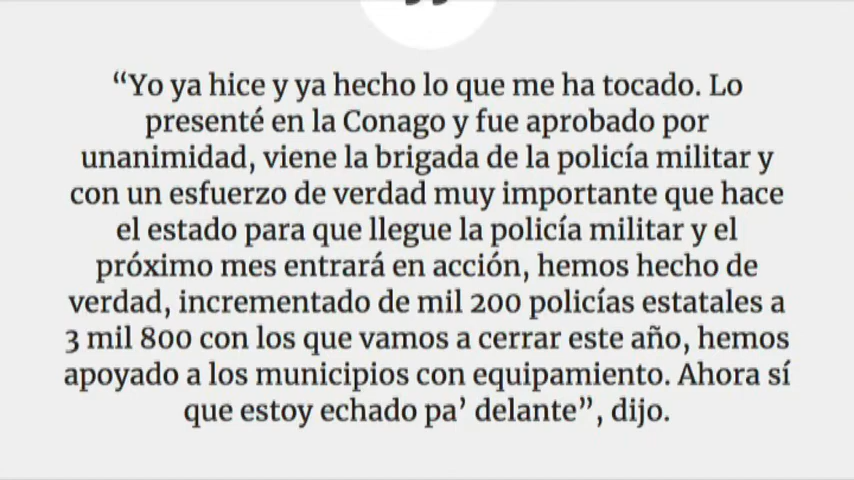 “Yo ya hice y ya hecho lo que me ha tocado. Lo
presenté en la Conago y fue aprobado por
unanimidad, viene la brigada de la policía militar y
con un esfuerzo de verdad muy importante que hace
el estado para que llegue la policía militar y el
próximo mes entrará en acción, hemos hecho de
verdad, incrementado de mil 200 policías estatales a
3 mil 800 con los que vamos a cerrar este año, hemos
apoyado a los municipios con equipamiento. Ahora sí
que estoy echado pa’ delante”, dijo.